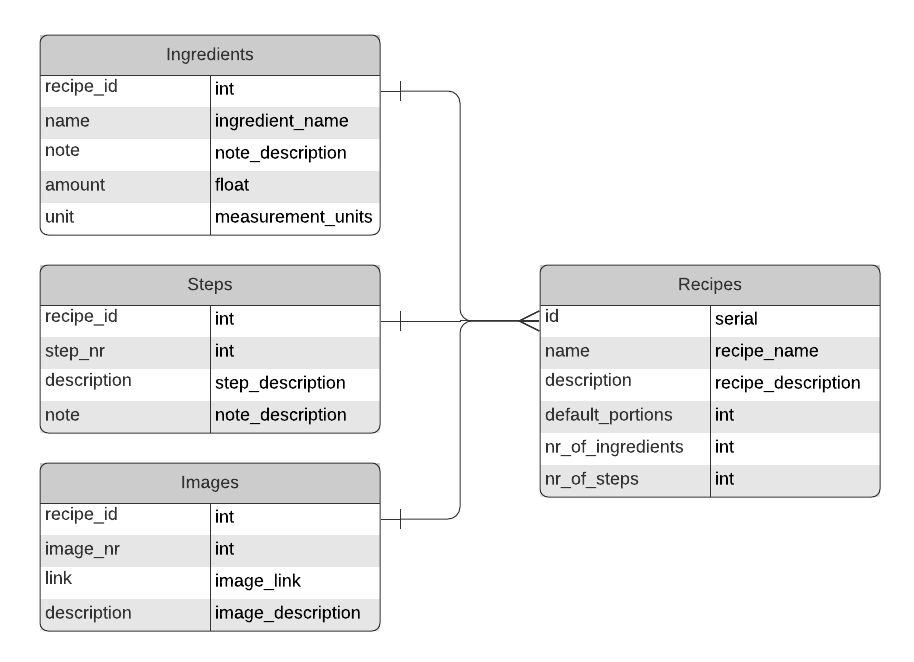 Ingredients
recipe_id int
name ingredient_name
note note_description
amount float
unit measurement_units
Steps
recipe_id int
step_nr int
description step_description
note note_description
Images
recipe_id int
image_nr int
link image_link
description image_description
Recipes
id serial
name recipe_name
description recipe_description
default_portions int
nr_of_ingredients int
nr_of_steps int